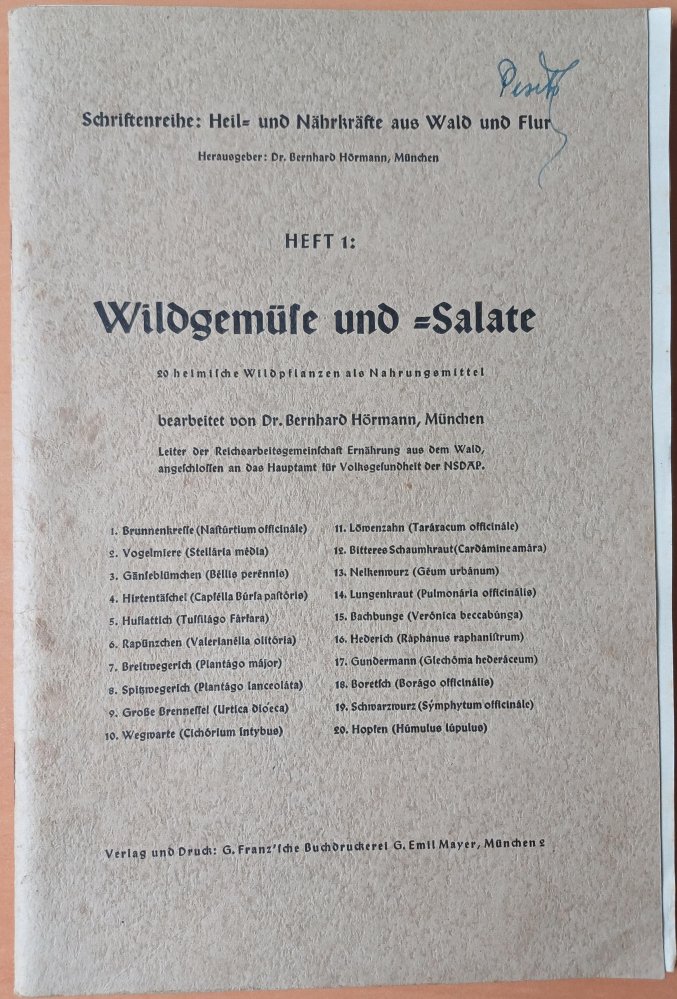 Schriftenreihe: Heil= und Nährkräfte aus Wald und Flur
Herausgeber: Dr. Bernhard Hörmann, München
HEFT 1:
Wildgemüſe und =Salate
20 heimiſche Wildpflanzen als Nahrungsmittel
bearbeitet von Dr. Bernhard Hörmann, München
Leiter der Reichsarbeitsgemeinſchaft Ernährung aus dem Wald,
angeſchloſſen an das Hauptamt für Volksgeſundheit der NSDAP.
1. Brunnenkreſſe (Naſtúrtium officinále)
2. Vogelmiere (Stellária média)
3. Gänſeblümchen (Béllis perénnis)
4. Hirtentäſchel (Capſélla Búrſa paſtóris)
5. Huflattich (Tuſſilágo Fárfara)
6. Rapünzchen (Valerianélla olitória)
7. Breitwegerich (Plantágo májor)
8. Spitzwegerich (Plantágo lanceoláta)
9. Große Brenneſſel (Urtica dioéca)
10. Wegwarte (Cichórium íntybus)
11. Löwenzahn (Taráxacum officinále)
12. Bitteres Schaumkraut (Cardámine amára)
13. Nelkenwurz (Géum urbánum)
14. Lungenkraut (Pulmonária officinális)
15. Bachbunge (Verónica beccabúnga)
16. Hederich (Ráphanus raphaniſtrum)
17. Gundermann (Glechóma hederáceum)
18. Boretſch (Borágo officinális)
19. Schwarzwurz (Sýmphytum officinále)
20. Hopfen (Húmulus lúpulus)
Verlag und Druck: G. Franz'ſche Buchdruckerei G. Emil Mayer, München 2